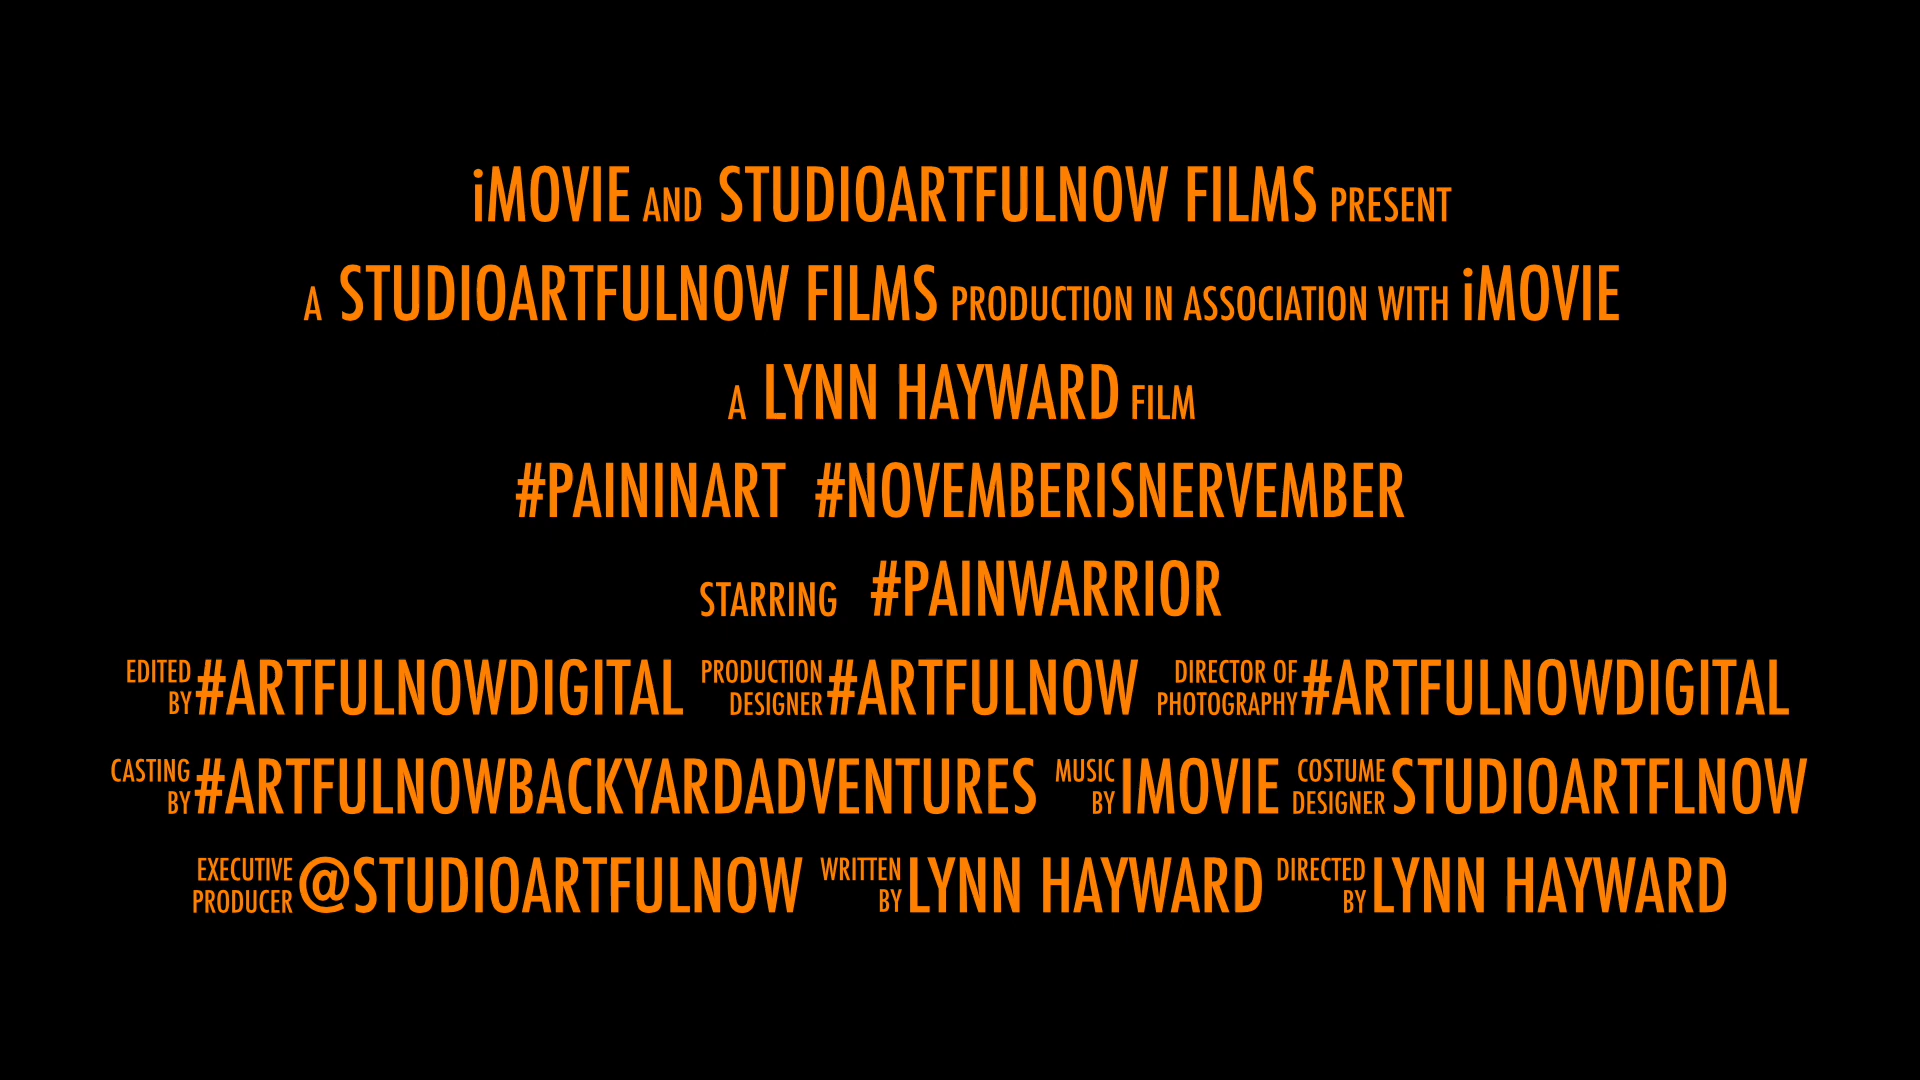 iMOVIE AND STUDIOARTFULNOW FILMS PRESENT
A STUDIOARTFULNOW FILMS PRODUCTION IN ASSOCIATION WITH iMOVIE
A LYNN HAYWARD FILM
#PAININART #NOVEMBERISNERVEMBER
STARRING #PAINWARRIOR
EDITED BY #ARTFULNOWDIGITAL PRODUCTION DESIGNER #ARTFULNOW DIRECTOR OF PHOTOGRAPHY #ARTFULNOWDIGITAL
CASTING BY #ARTFULNOWBACKYARDADVENTURES MUSIC BY IMOVIE COSTUME DESIGNER STUDIOARTFLNOW
EXECUTIVE PRODUCER @STUDIOARTFULNOW WRITTEN BY LYNN HAYWARD DIRECTED BY LYNN HAYWARD